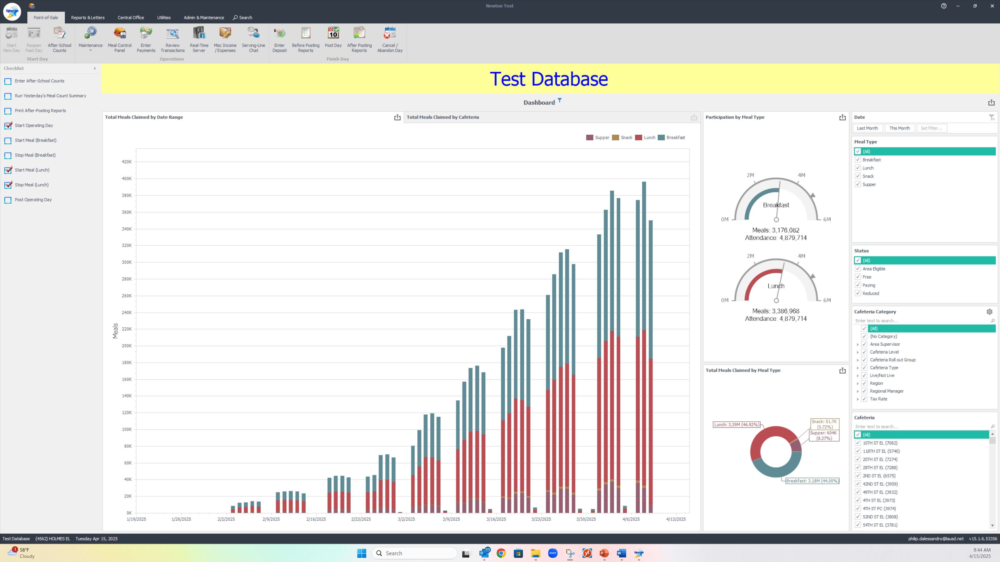 Newton Test
Newton
Point-of-Sale
Reports & Letters
Central Office
Utilities
Admin & Maintenance
Search
Start New Day
Reopen Past Day
After-School Counts
Start Day
Maintenance
Meal Control Panel
Enter Payments
Review Transactions
Real-Time Server
Misc Income / Expenses
Serving-Line Chat
Operations
Enter Deposit
Before Posting Reports
10
Post Day
After Posting Reports
Cancel / Abandon Day
Finish Day
Checklist
Enter After-School Counts
Run Yesterday's Meal Count Summary
Print After-Posting Reports
Start Operating Day
Start Meal (Breakfast)
Stop Meal (Breakfast)
Start Meal (Lunch)
Stop Meal (Lunch)
Post Operating Day
Test Database
Dashboard
Total Meals Claimed by Date Range
Total Meals Claimed by Cafeteria
Supper
Snack
Lunch
Breakfast
420K
400K
380K
360K
340K
320K
300K
280K
260K
240K
220K
200K
180K
160K
140K
120K
100K
80K
60K
40K
20K
0K
Meals
1/19/2025
1/26/2025
2/2/2025
2/9/2025
2/16/2025
2/23/2025
3/2/2025
3/9/2025
3/16/2025
3/23/2025
3/30/2025
4/6/2025
4/13/2025
Participation by Meal Type
2M
4M
Breakfast
0M
6M
Meals: 3,176,082
Attendance: 4,879,714
2M
4M
Lunch
0M
6M
Meals: 3,386,968
Attendance: 4,879,714
Total Meals Claimed by Meal Type
Lunch: 3.39M (46.92%)
Snack: 51.7K
(0.72%)
Supper: 604K
(8.37%)
Breakfast: 3.18M (44.00%)
Date
Last Month
This Month
Set Filter...
Meal Type
(All)
Breakfast
Lunch
Snack
Supper
Status
(All)
Area Eligible
Free
Paying
Reduced
Cafeteria Category
Enter text to search...
(All)
(No Category)
Area Supervisor
Cafeteria Level
Cafeteria Roll out Group
Cafeteria Type
Live/Not Live
Region
Regional Manager
Tax Rate
Cafeteria
Enter text to search...
(All)
10TH ST EL (7082)
118TH ST EL (5740)
20TH ST EL (7274)
28TH ST EL (7288)
2ND ST EL (6575)
42ND ST EL (3959)
49TH ST EL (3932)
4TH ST EL (3973)
4TH ST PC (3974)
52ND ST EL (3808)
54TH ST EL (3781)
Test Database (4562) HOLMES EL Tuesday Apr 15, 2025
philip.dalessandro@lausd.net v15.1.6.53356
1
58°F
Cloudy
Search
zoom
Newton
9:44 AM
4/15/2025